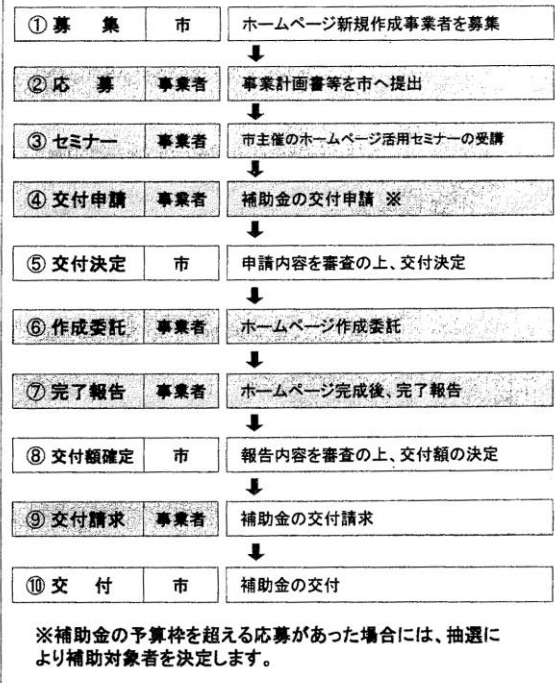 ① 募 集 市 ホームページ新規作成事業者を募集
② 応 募 事業者 事業計画書等を市へ提出
③ セミナー 事業者 市主催のホームページ活用セミナーの受講
④ 交付申請 事業者 補助金の交付申請 ※
⑤ 交付決定 市 申請内容を審査の上、交付決定
⑥ 作成委託 事業者 ホームページ作成委託
⑦ 完了報告 事業者 ホームページ完成後、完了報告
⑧ 交付額確定 市 報告内容を審査の上、交付額の決定
⑨ 交付請求 事業者 補助金の交付請求
⑩ 交 付 市 補助金の交付
※補助金の予算枠を超える応募があった場合には、抽選に
より補助対象者を決定します。